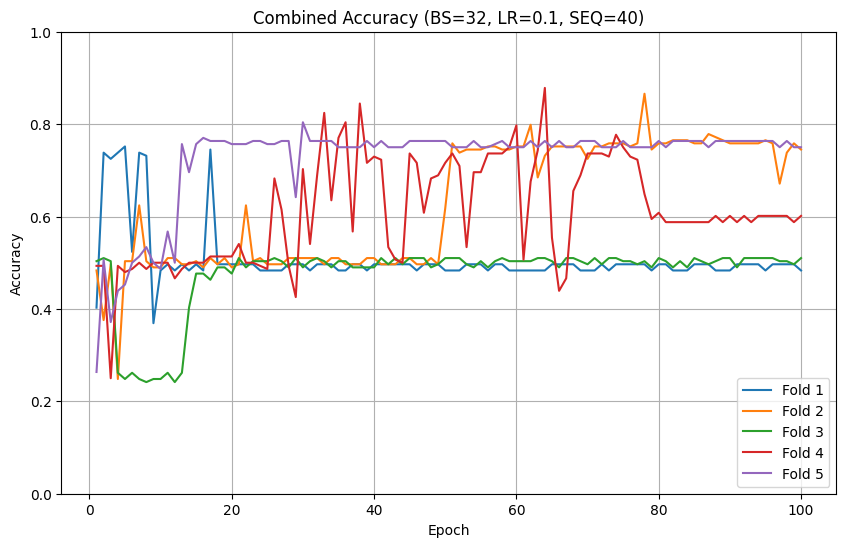 Combined Accuracy (BS=32, LR=0.1, SEQ=40)
1.0
0.8
0.6
0.4
0.2
0.0
Accuracy
0 20 40 60 80 100
Epoch
Fold 1
Fold 2
Fold 3
Fold 4
Fold 5